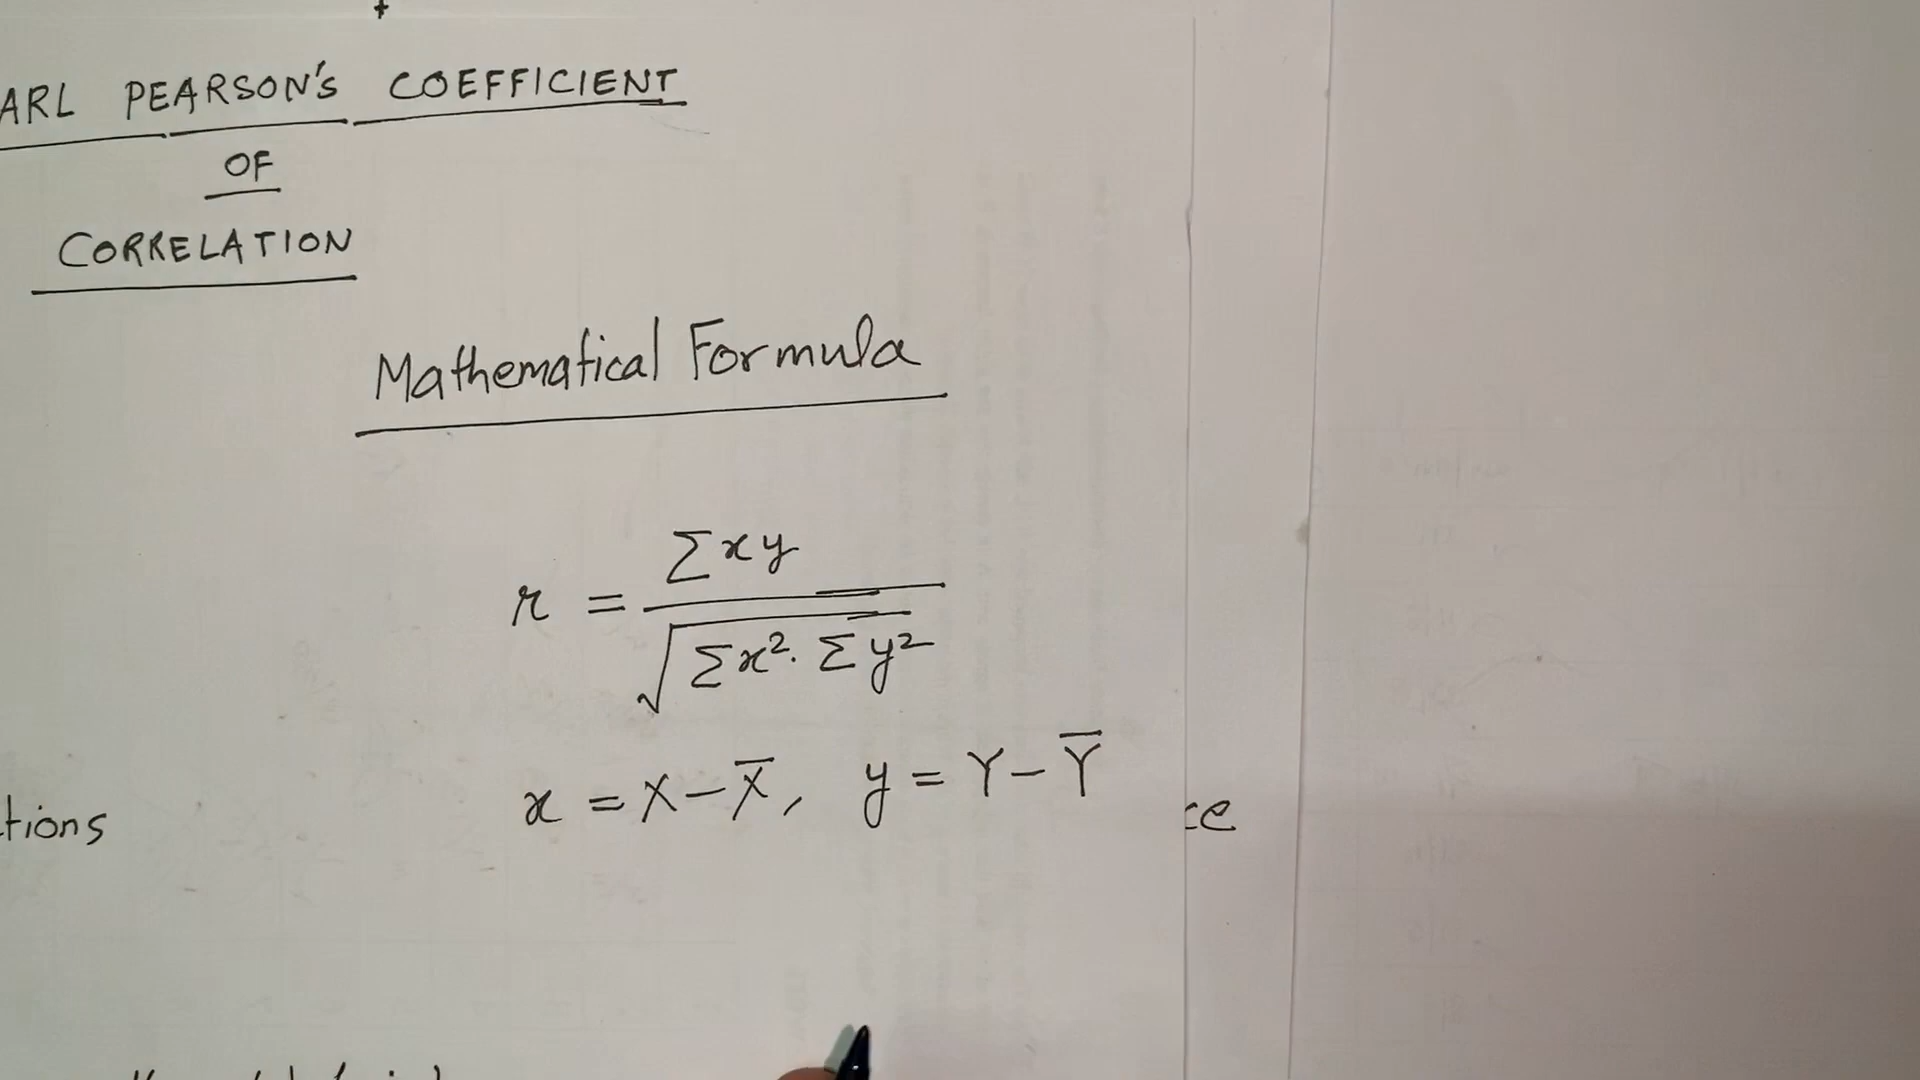 ARL PEARSON'S COEFFICIENT
OF
CORRELATION
Mathematical Formula
r = Σxy / √Σx². Σy²
x = X - X̅, y = Y - Y̅
tions
ce